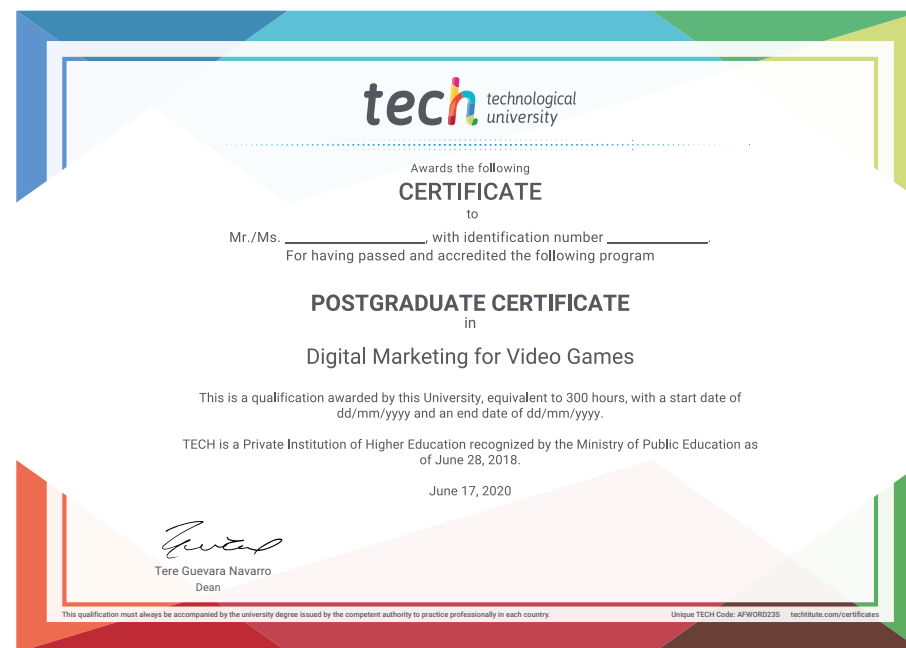 tech technological
university
Awards the following
CERTIFICATE
to
Mr./Ms. ____________________, with identification number ______________.
For having passed and accredited the following program
POSTGRADUATE CERTIFICATE
in
Digital Marketing for Video Games
This is a qualification awarded by this University, equivalent to 300 hours, with a start date of
dd/mm/yyyy and an end date of dd/mm/yyyy.
TECH is a Private Institution of Higher Education recognized by the Ministry of Public Education as
of June 28, 2018.
June 17, 2020
Tere Guevara Navarro
Dean
This qualification must always be accompanied by the university degree issued by the competent authority to practice professionally in each country. Unique TECH Code: AFWORD23S techtitute.com/certificates